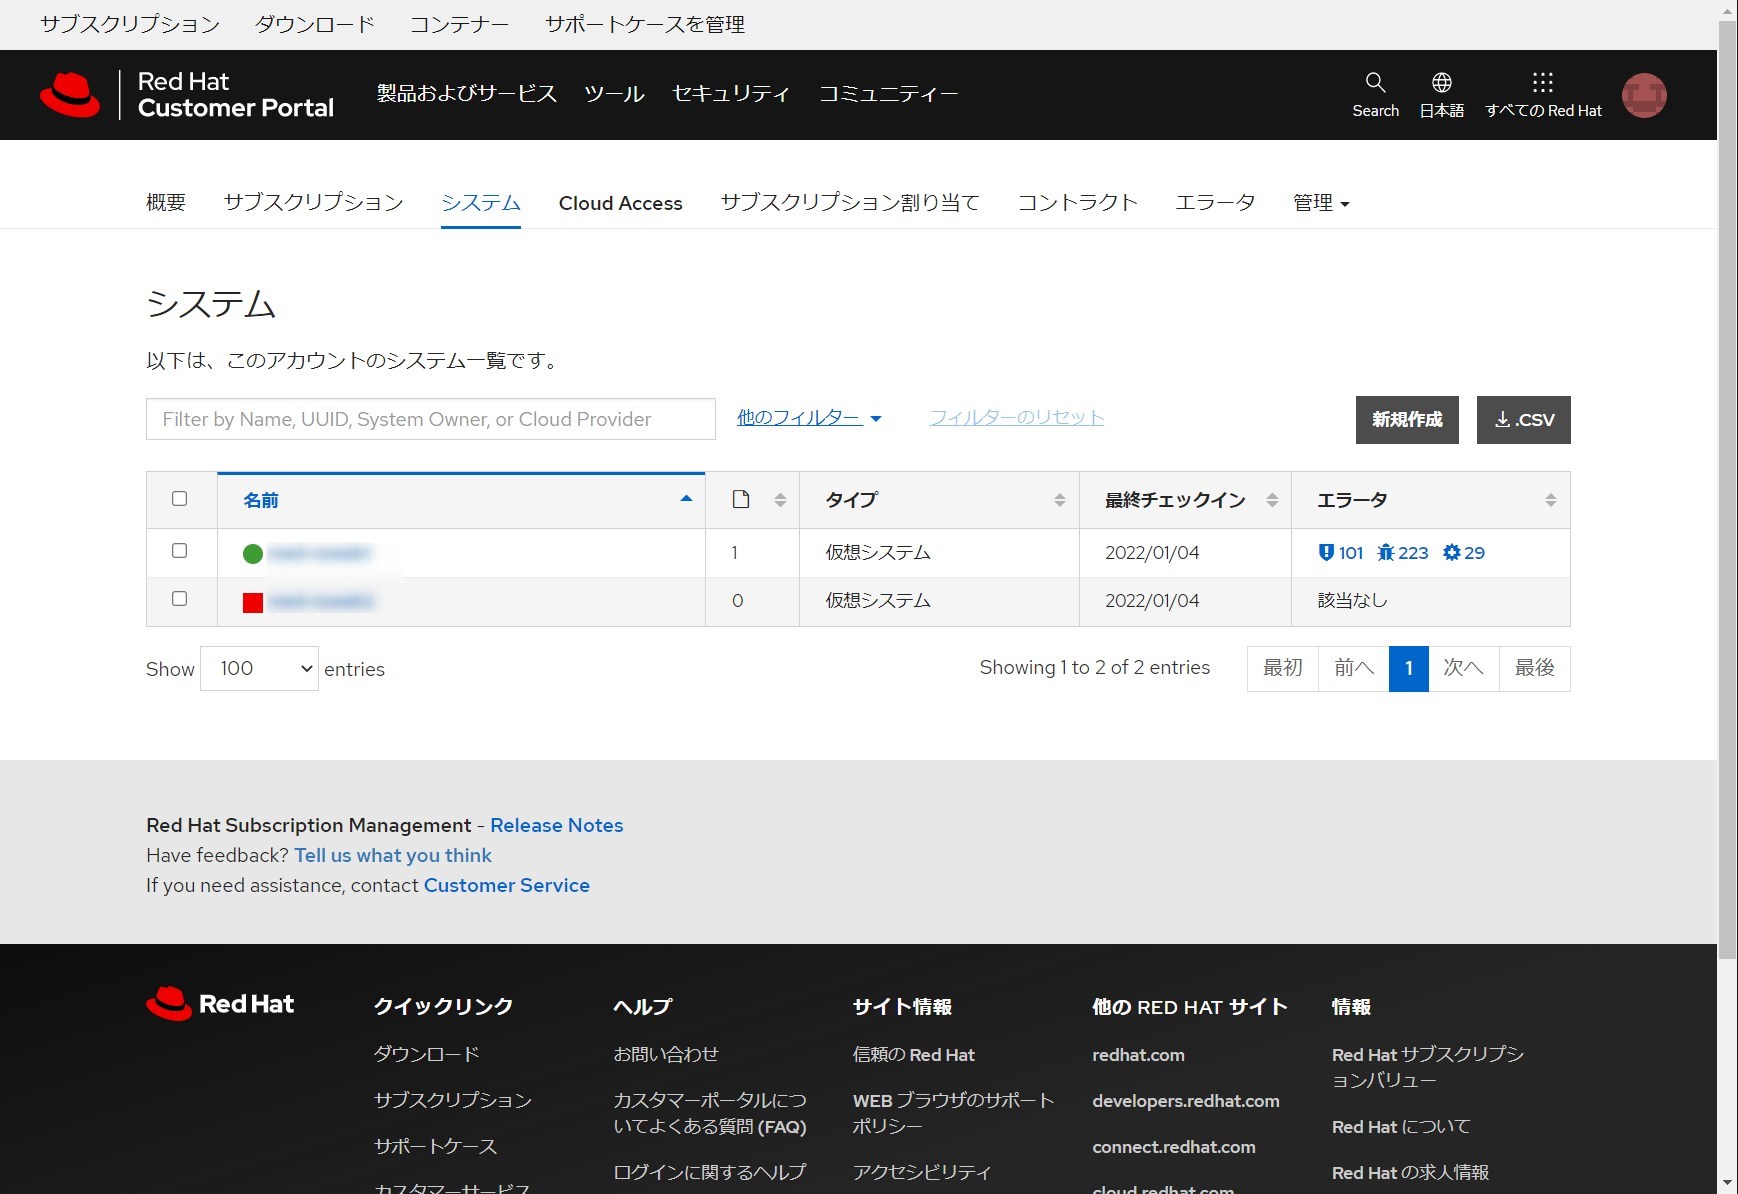 サブスクリプション ダウンロード コンテナー サポートケースを管理
Red Hat
Customer Portal
製品およびサービス ツール セキュリティ コミュニティー
Search 日本語 すべての Red Hat
概要 サブスクリプション システム Cloud Access サブスクリプション割り当て コントラクト エラータ 管理
システム
以下は、このアカウントのシステム一覧です。
Filter by Name, UUID, System Owner, or Cloud Provider 他のフィルター フィルターのリセット 新規作成 .CSV
名前 タイプ 最終チェックイン エラータ
1 仮想システム 2022/01/04 101 223 29
0 仮想システム 2022/01/04 該当なし
Show 100 entries Showing 1 to 2 of 2 entries 最初 前へ 1 次へ 最後
Red Hat Subscription Management - Release Notes
Have feedback? Tell us what you think
If you need assistance, contact Customer Service
Red Hat
クイックリンク
ダウンロード
サブスクリプション
サポートケース
カスタマーサービス
ヘルプ
お問い合わせ
カスタマーポータルにつ
いてよくある質問 (FAQ)
ログインに関するヘルプ
サイト情報
信頼の Red Hat
WEB ブラウザのサポート
ポリシー
アクセシビリティ
他の RED HAT サイト
redhat.com
developers.redhat.com
connect.redhat.com
cloud.redhat.com
情報
Red Hat サブスクリプシ
ョンバリュー
Red Hat について
Red Hat の求人情報